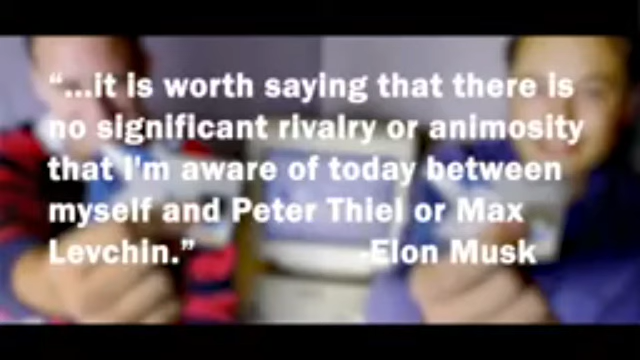 “...it is worth saying that there is
no significant rivalry or animosity
that I'm aware of today between
myself and Peter Thiel or Max
Levchin.” -Elon Musk